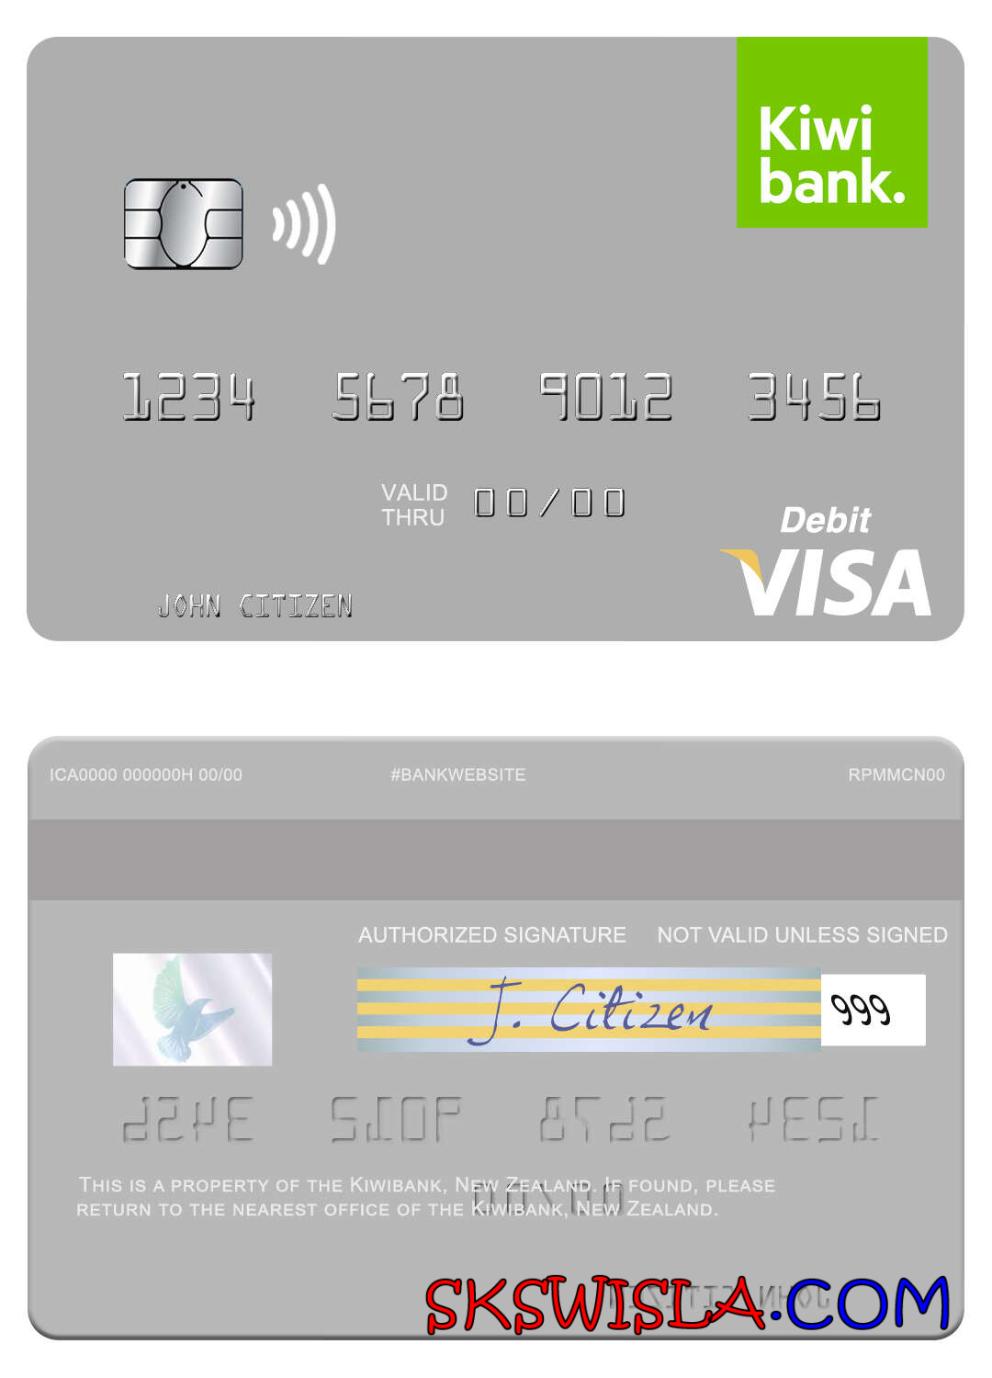 Kiwi
bank.
1234 5678 9012 3456
VALID
THRU 00/00
Debit
VISA
JOHN CITIZEN
ICA0000 000000H 00/00 #BANKWEBSITE RPMMCN00
AUTHORIZED SIGNATURE NOT VALID UNLESS SIGNED
J. Citizen 999
THIS IS A PROPERTY OF THE KIWIBANK, NEW ZEALAND. IF FOUND, PLEASE
RETURN TO THE NEAREST OFFICE OF THE KIWIBANK, NEW ZEALAND.
SKSWISLA.COM